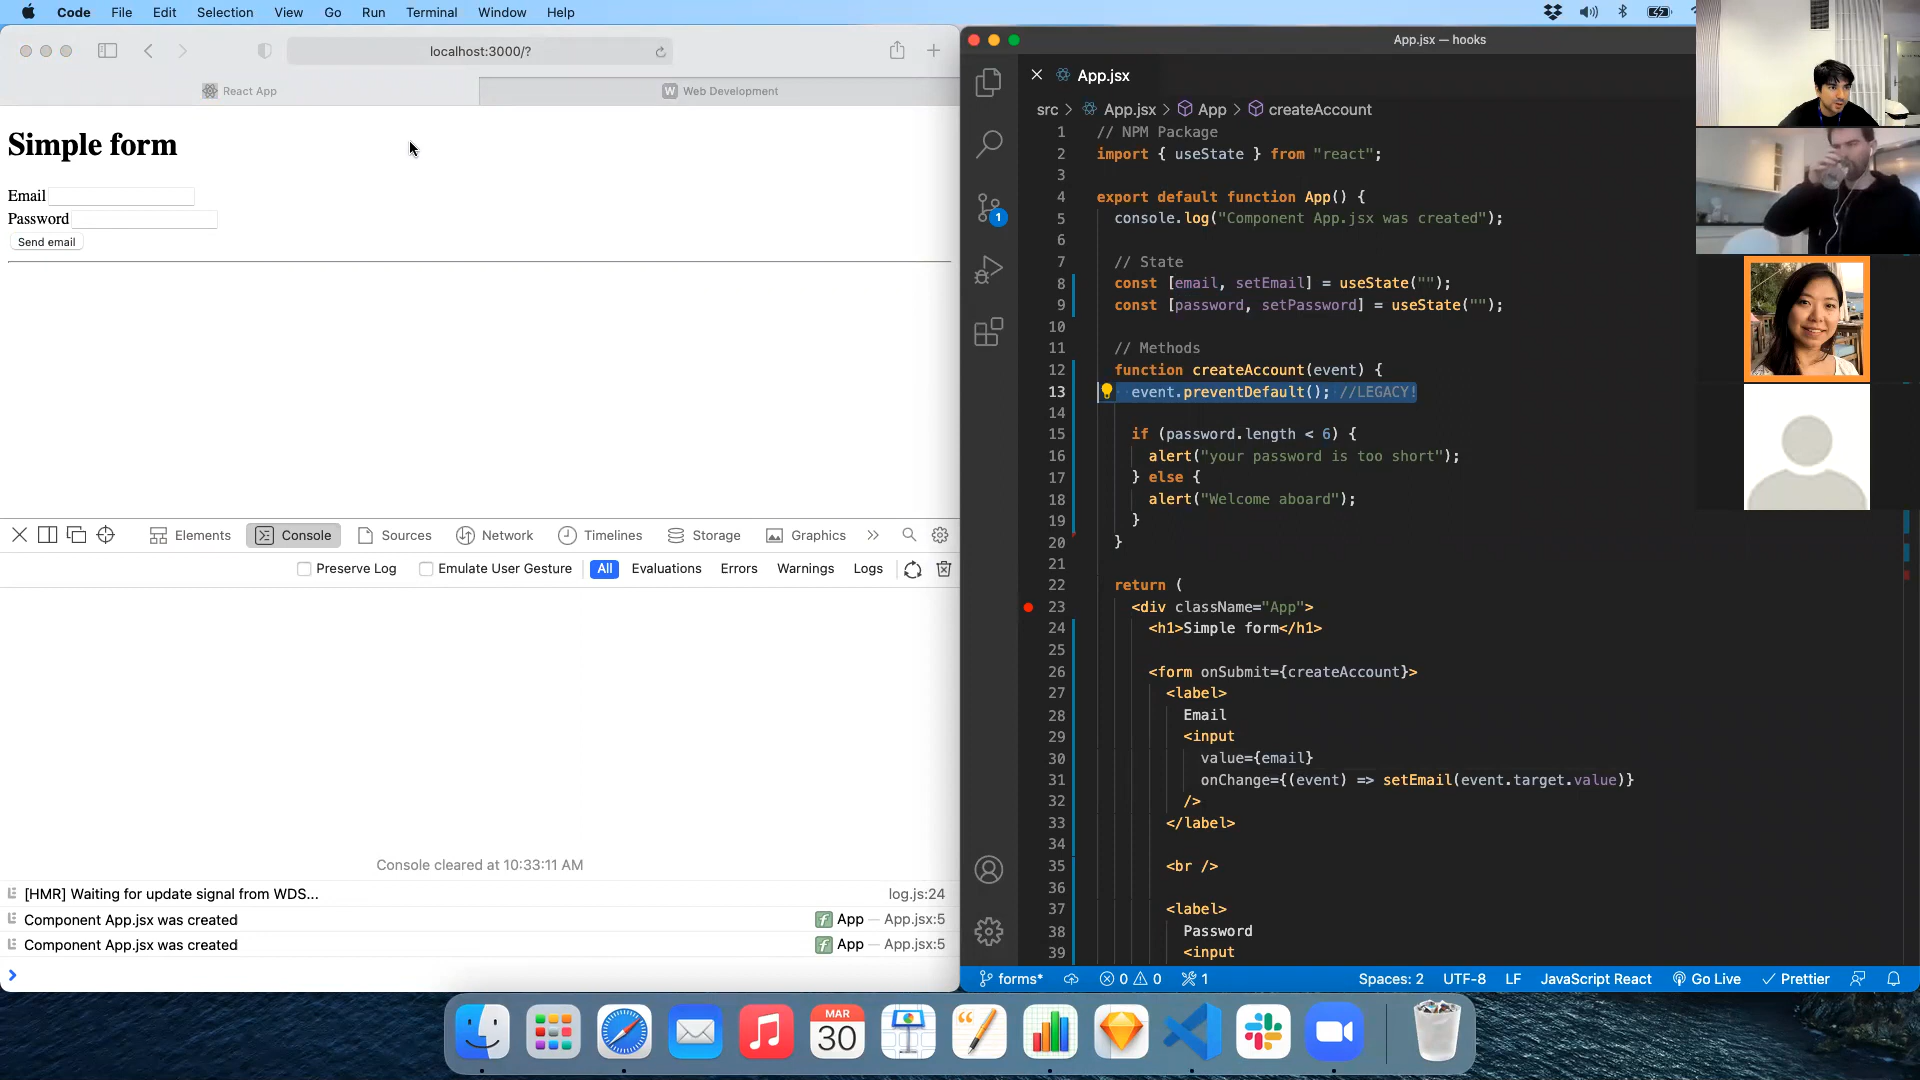 Code File Edit View Go Run Terminal Window Help
localhost:3000/?
React App
Web Development
Simple form
Email
Password
Send email
Elements Console Sources Network Timelines Storage Graphics
Preserve Log Emulate User Gesture All Evaluations Errors Warnings Logs
Console cleared at 10:33:11 AM
[HMR] Waiting for update signal from WDS... log.js:24
Component App.jsx was created App — App.jsx:5
Component App.jsx was created App — App.jsx:5
App.jsx — hooks
App.jsx
src > App.jsx > App > createAccount
1
1 // NPM Package
2 import { useState } from "react";
3
4 export default function App() {
5 console.log("Component App.jsx was created");
6
7 // State
8 const [email, setEmail] = useState("");
9 const [password, setPassword] = useState("");
10
11 // Methods
12 function createAccount(event) {
13 event.preventDefault(); //LEGACY!
14
15 if (password.length < 6) {
16 alert("your password is too short");
17 } else {
18 alert("Welcome aboard");
19 }
20 }
21
22 return (
23 <div className="App">
24 <h1>Simple form</h1>
25
26 <form onSubmit={createAccount}>
27 <label>
28 Email
29 <input
30 value={email}
31 onChange={(event) => setEmail(event.target.value)}
32 />
33 </label>
34
35 <br />
36
37 <label>
38 Password
39 <input
forms* 0 0 1 Spaces: 2 UTF-8 LF JavaScript React Go Live Prettier
MAR
30